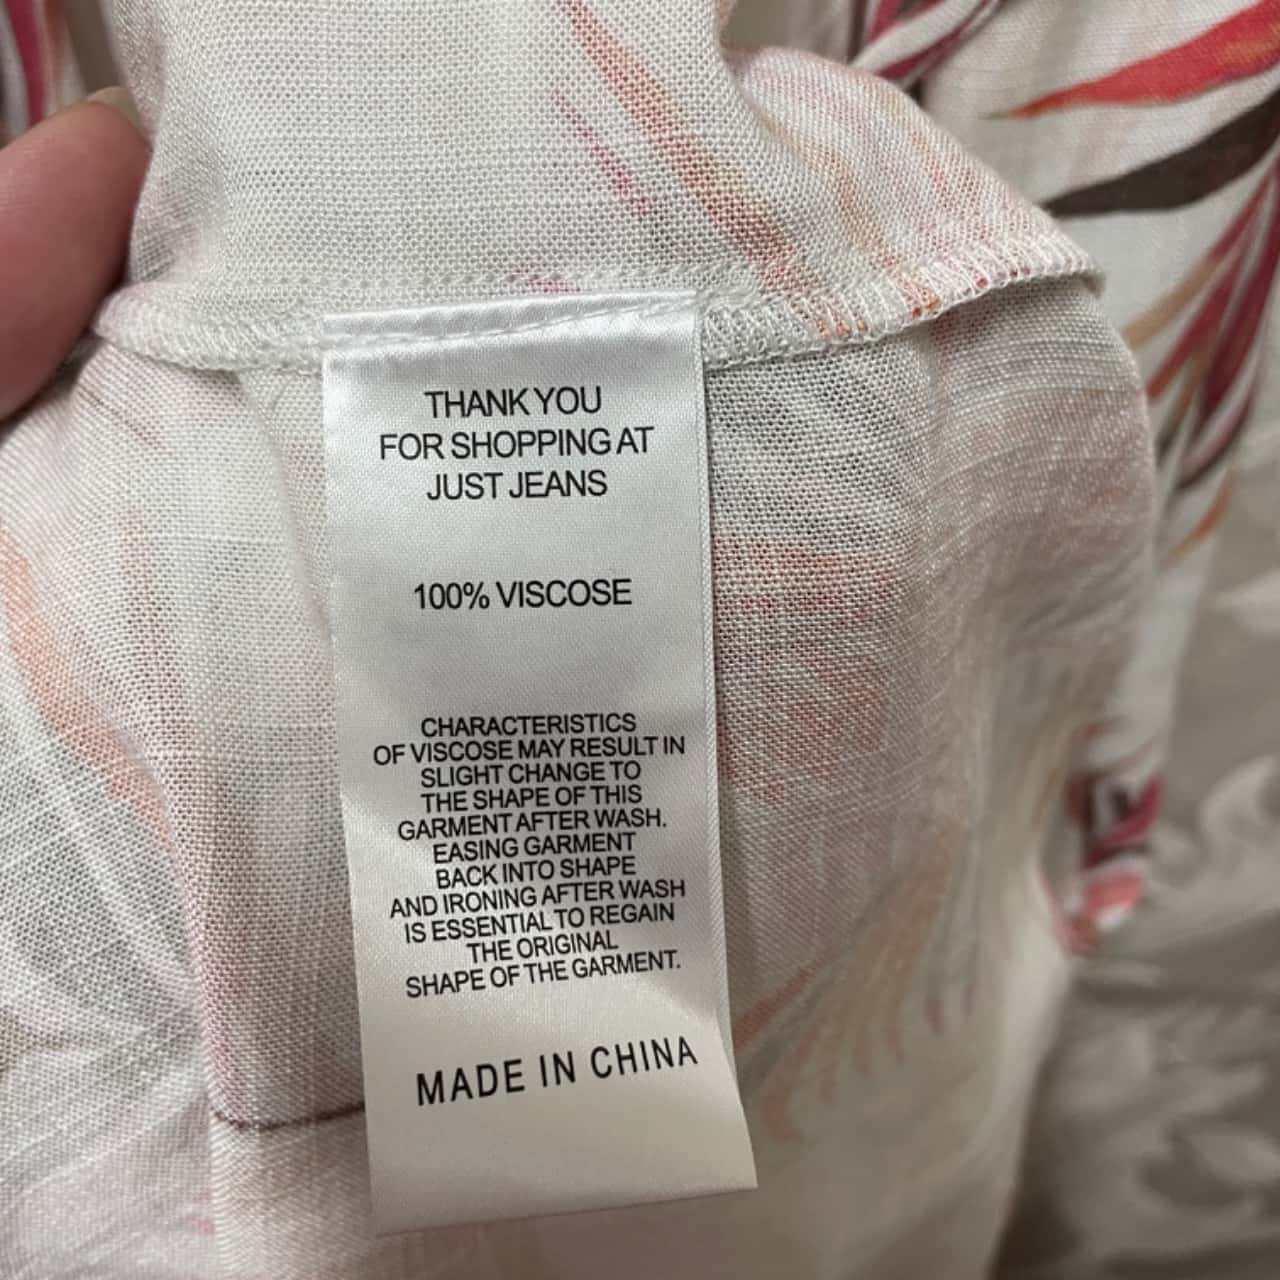 THANK YOU
FOR SHOPPING AT
JUST JEANS
100% VISCOSE
CHARACTERISTICS
OF VISCOSE MAY RESULT IN
SLIGHT CHANGE TO
THE SHAPE OF THIS
GARMENT AFTER WASH.
EASING GARMENT
BACK INTO SHAPE
AND IRONING AFTER WASH
IS ESSENTIAL TO REGAIN
THE ORIGINAL
SHAPE OF THE GARMENT.
MADE IN CHINA